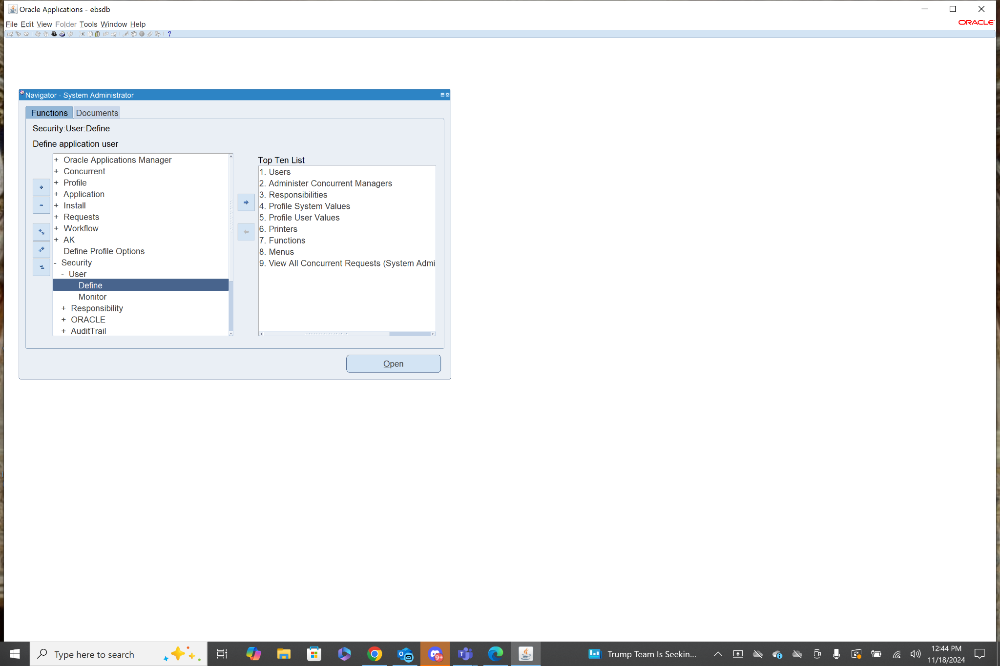 Oracle Applications - ebsdb
File Edit View Folder Tools Window Help
ORACLE
?
Navigator - System Administrator
Functions Documents
Security:User:Define
Define application user
+ Oracle Applications Manager
+ Concurrent
+ Profile
+ Application
+ Install
+ Requests
+ Workflow
+ AK
Define Profile Options
- Security
- User
Define
Monitor
+ Responsibility
+ ORACLE
+ AuditTrail
Top Ten List
1. Users
2. Administer Concurrent Managers
3. Responsibilities
4. Profile System Values
5. Profile User Values
6. Printers
7. Functions
8. Menus
9. View All Concurrent Requests (System Admi
Open
Type here to search
9+
Trump Team Is Seekin...
12:44 PM
11/18/2024